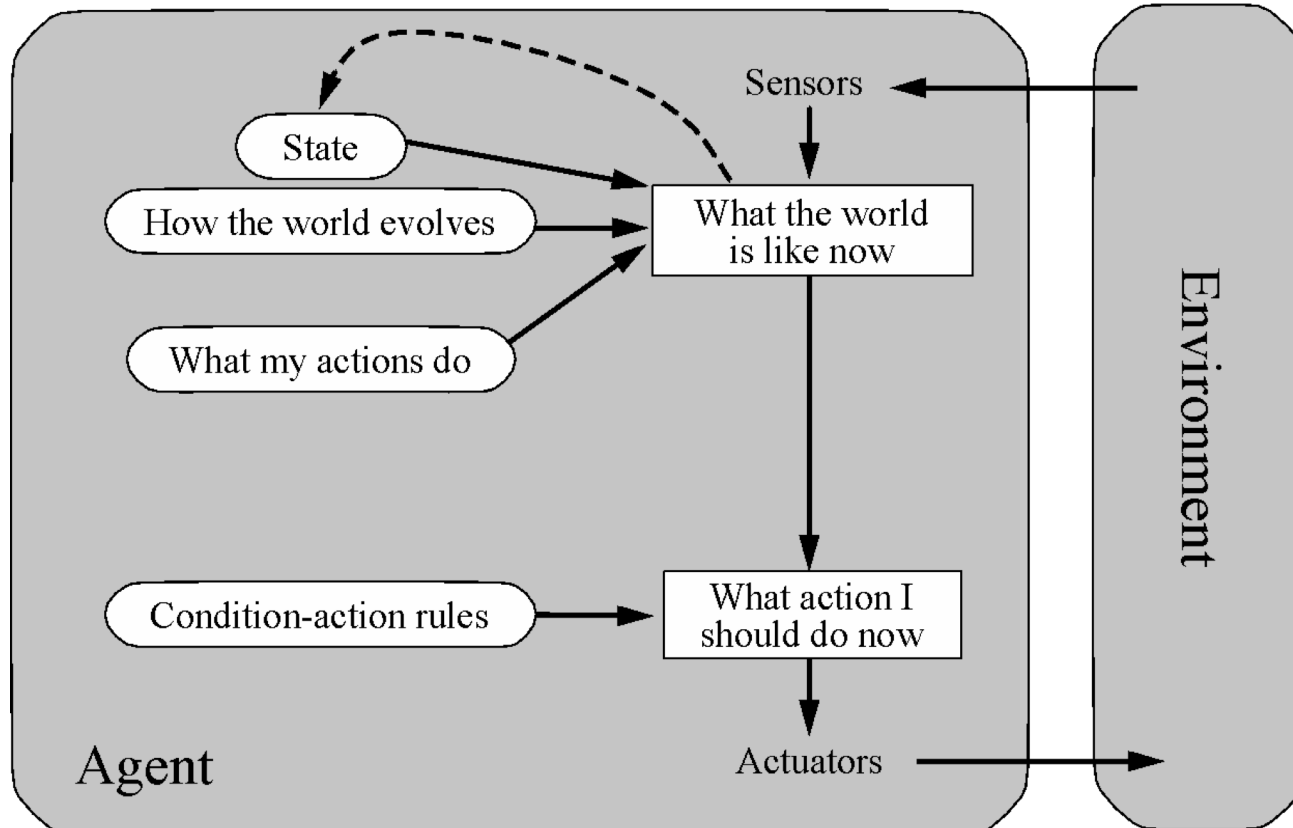 Sensors
State
What the world
is like now
How the world evolves
What my actions do
Environment
Condition-action rules
What action I
should do now
Actuators
Agent